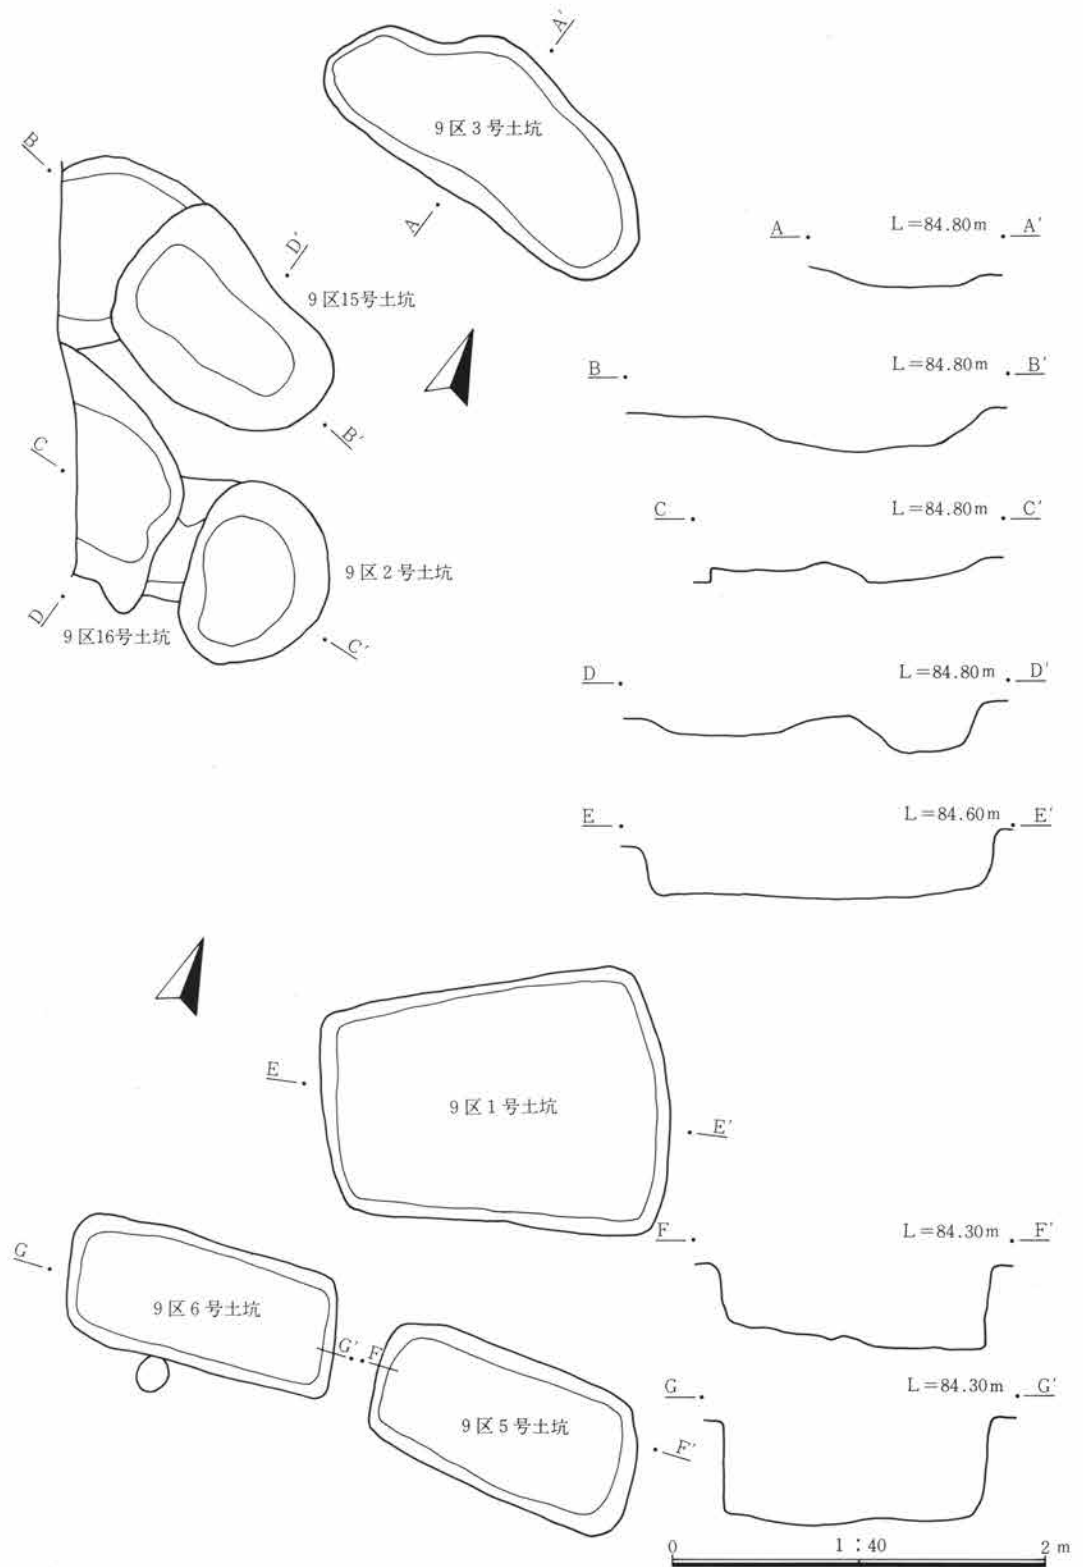 A'
9区3号土坑
A
B
D'
9区15号土坑
B'
C
9区2号土坑
D
9区16号土坑
C'
A L=84.80m A'
B L=84.80m B'
C L=84.80m C'
D L=84.80m D'
E L=84.60m E'
E
9区1号土坑
E'
F L=84.30m F'
G
9区6号土坑
G' F
9区5号土坑
F'
G L=84.30m G'
0 1:40 2m